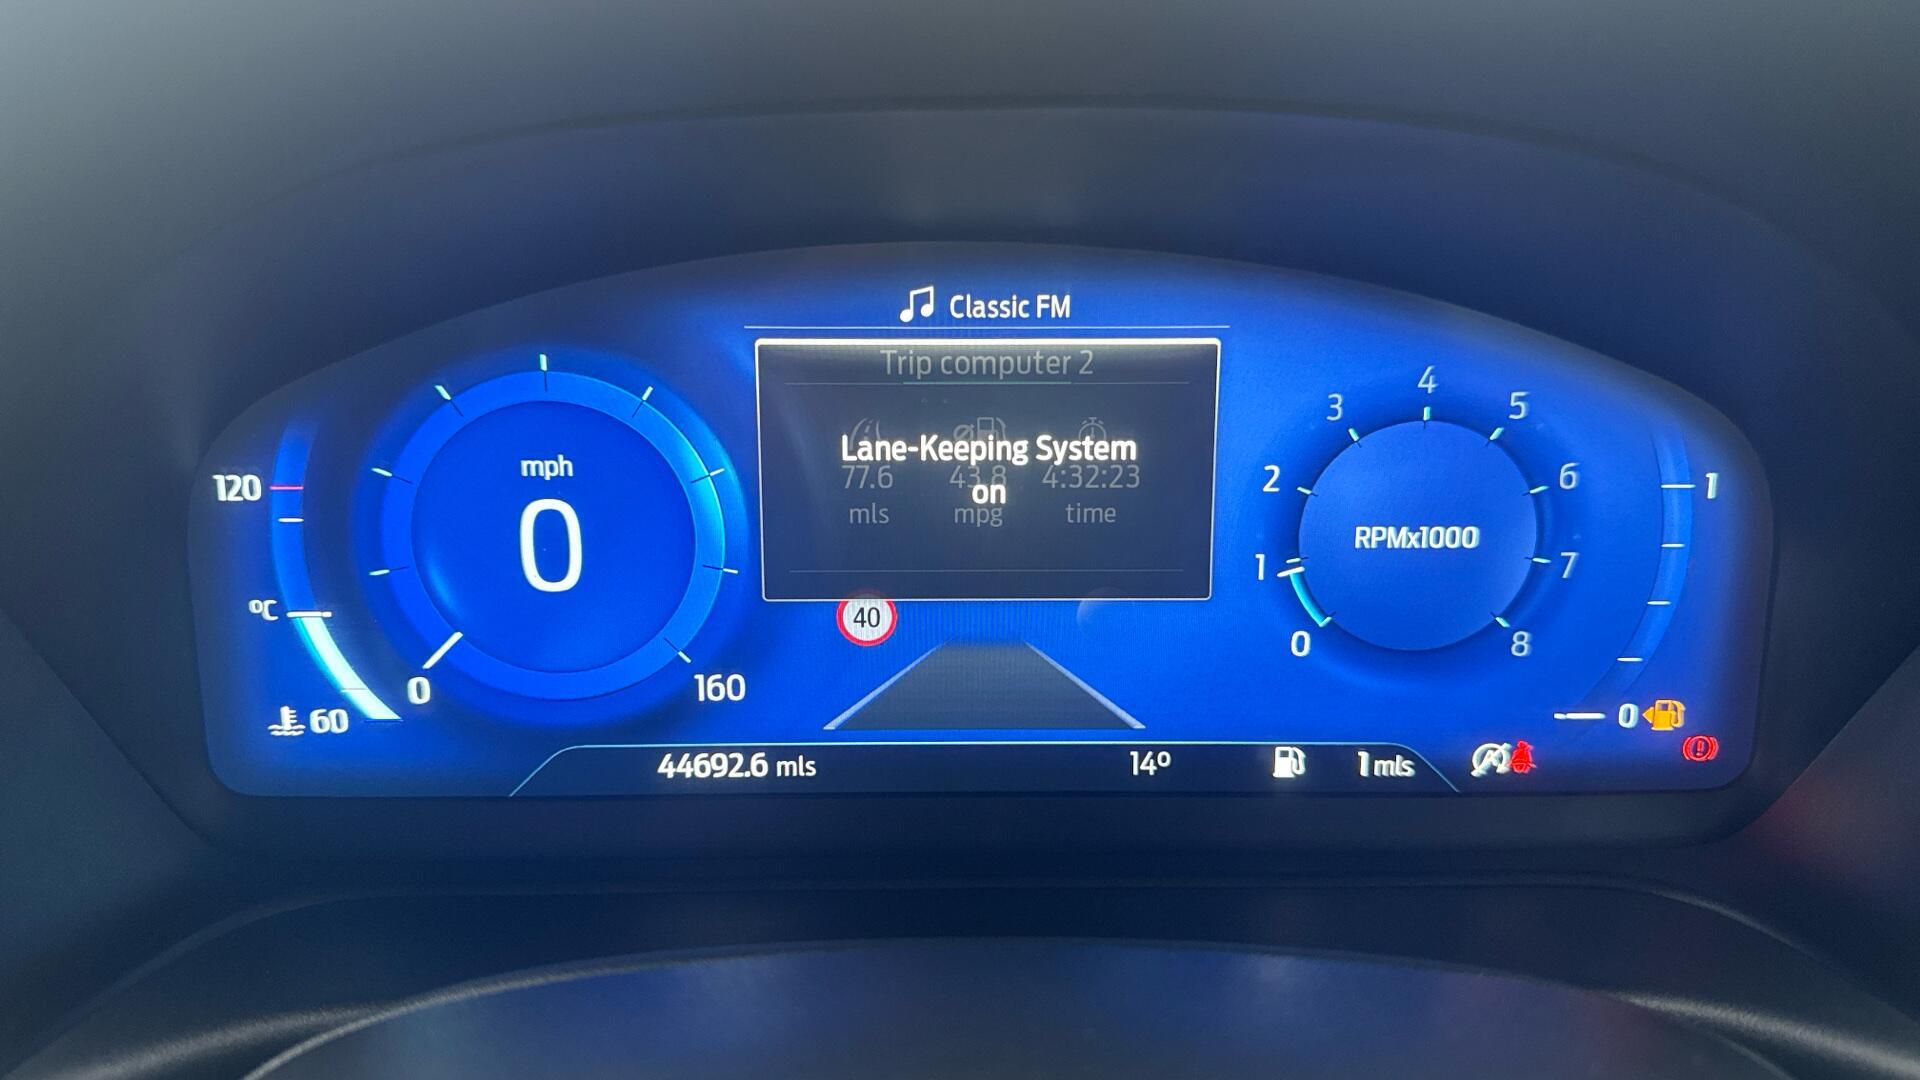 Classic FM
Trip computer 2
Lane-Keeping System
on
77.6 43.8 4:32:23
mls mpg time
mph
0
0
160
120
ºC
60
40
0
1
2
3
4
5
6
7
8
RPMx1000
1
0
44692.6 mls
14º
1 mls